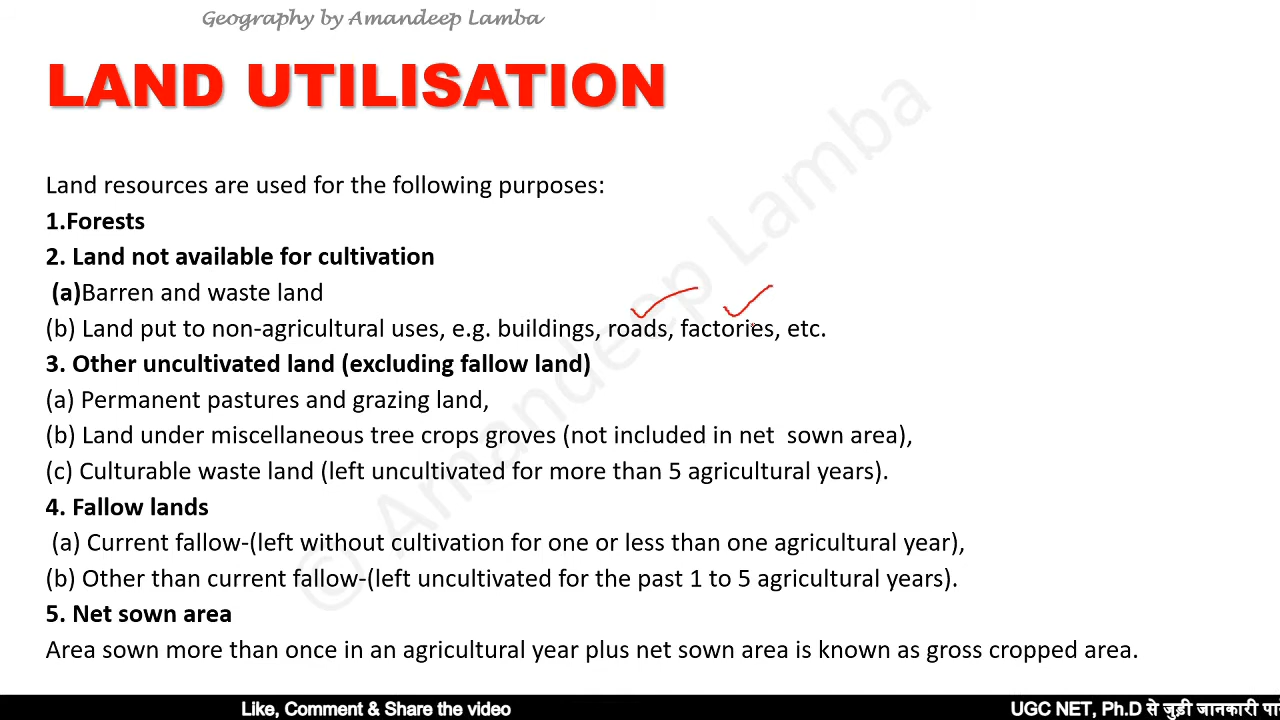 Geography by Amandeep Lamba
LAND UTILISATION
Land resources are used for the following purposes:
1.Forests
2. Land not available for cultivation
(a)Barren and waste land
(b) Land put to non-agricultural uses, e.g. buildings, roads, factories, etc.
3. Other uncultivated land (excluding fallow land)
(a) Permanent pastures and grazing land,
(b) Land under miscellaneous tree crops groves (not included in net sown area),
(c) Culturable waste land (left uncultivated for more than 5 agricultural years).
4. Fallow lands
(a) Current fallow-(left without cultivation for one or less than one agricultural year),
(b) Other than current fallow-(left uncultivated for the past 1 to 5 agricultural years).
5. Net sown area
Area sown more than once in an agricultural year plus net sown area is known as gross cropped area.
© Amandeep Lamba
Like, Comment & Share the video
UGC NET, Ph.D से जुड़ी जानकारी